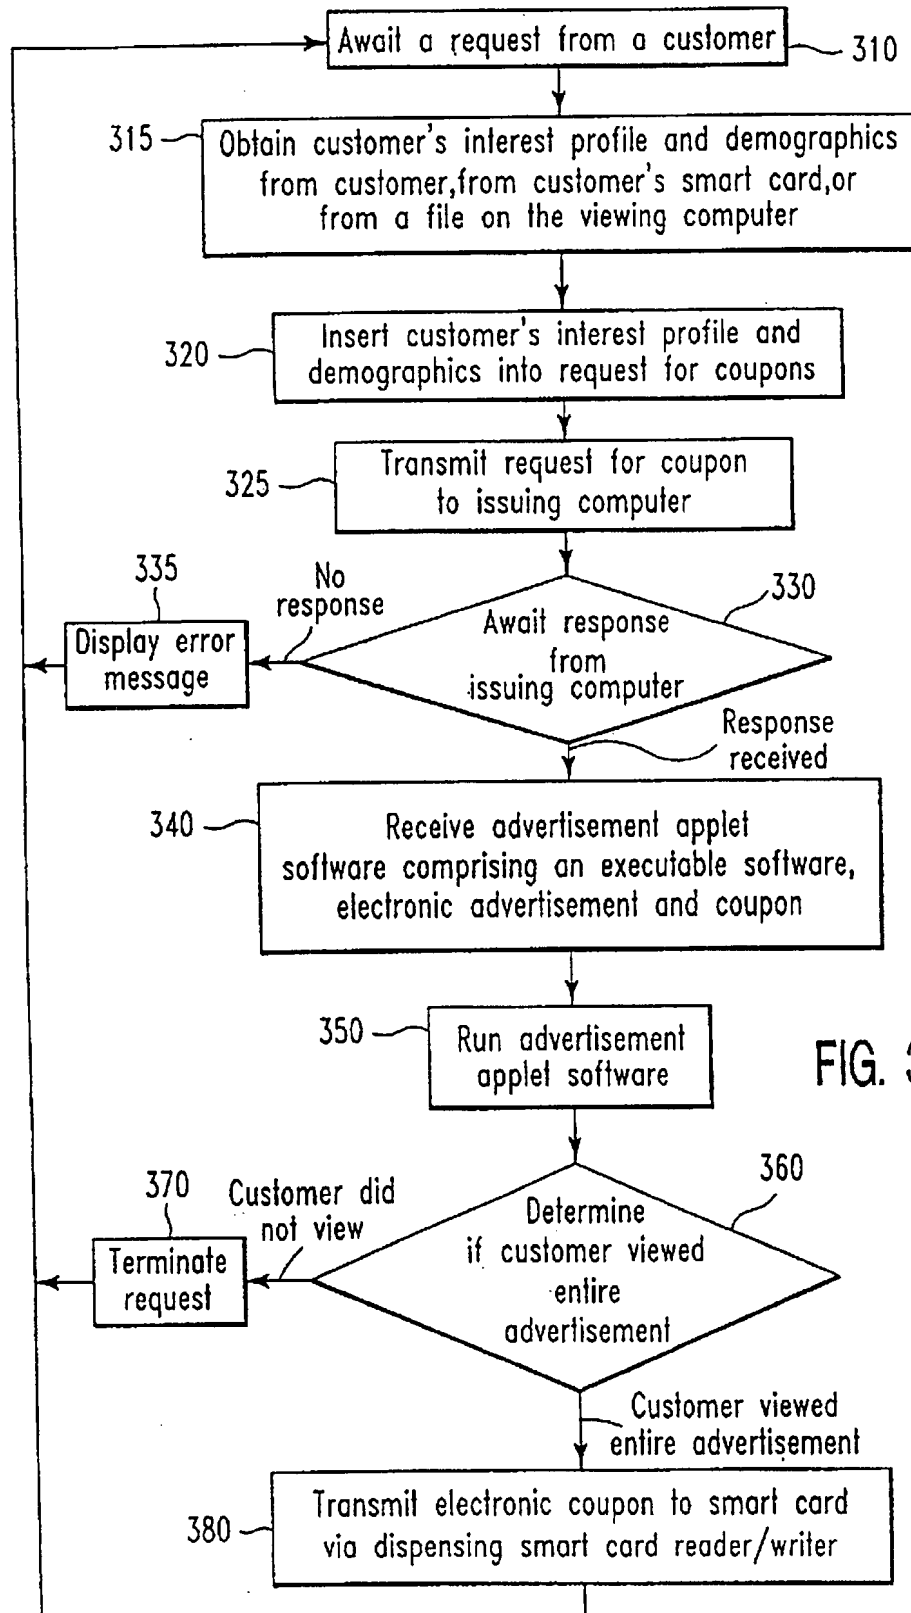 Await a request from a customer
310
315
Obtain customer's interest profile and demographics
from customer,from customer's smart card,or
from a file on the viewing computer
320
Insert customer's interest profile and
demographics into request for coupons
325
Transmit request for coupon
to issuing computer
330
Await response
from
issuing computer
No
response
335
Display error
message
Response
received
340
Receive advertisement applet
software comprising an executable software,
electronic advertisement and coupon
350
Run advertisement
applet software
FIG. 3
360
Determine
if customer viewed
entire
advertisement
Customer did
not view
370
Terminate
request
Customer viewed
entire advertisement
380
Transmit electronic coupon to smart card
via dispensing smart card reader/writer